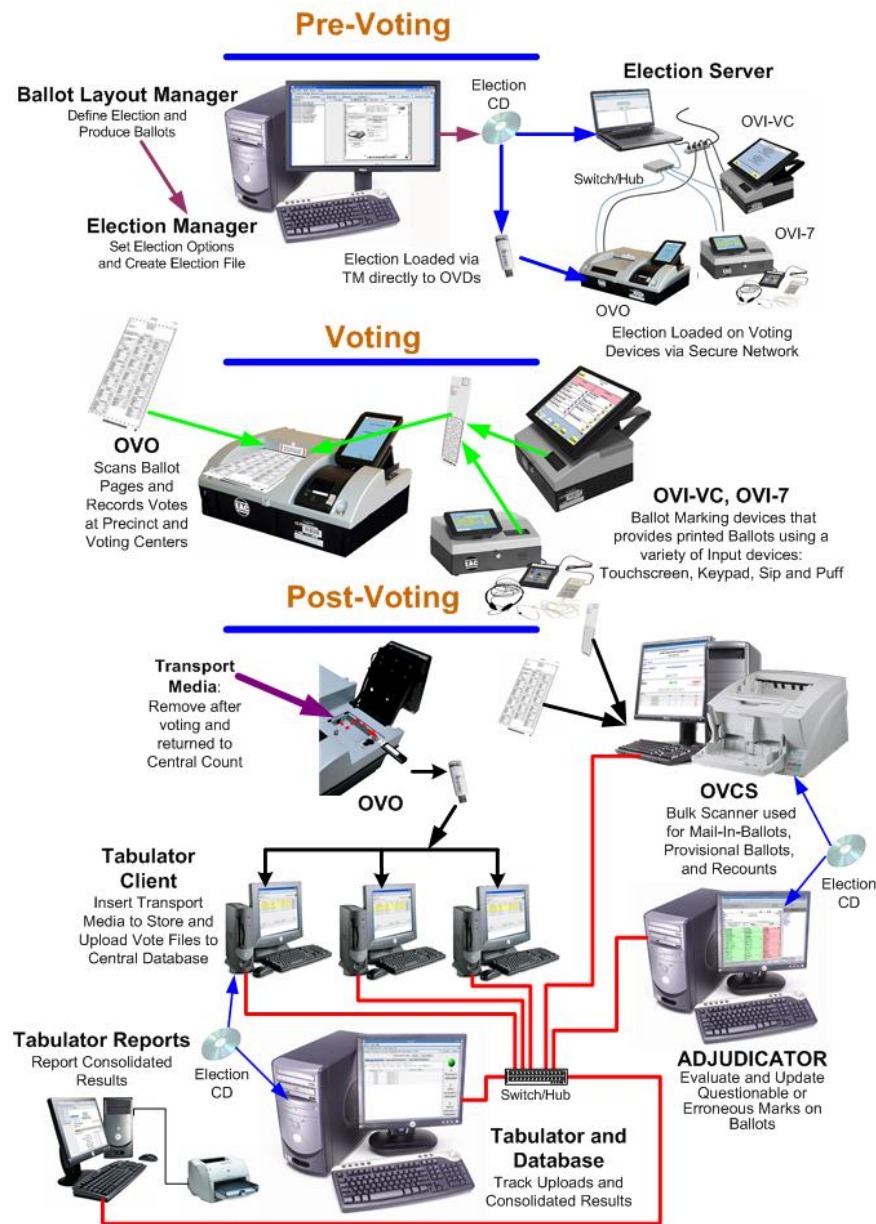 Pre-Voting
Ballot Layout Manager
Define Election and
Produce Ballots
Election Manager
Set Election Options
and Create Election File
Election
CD
Election Server
OVI-VC
Switch/Hub
OVI-7
Election Loaded via
TM directly to OVDs
OVO
Election Loaded on Voting
Devices via Secure Network
Voting
OVO
Scans Ballot
Pages and
Records Votes
at Precinct and
Voting Centers
EAC
OVI-VC, OVI-7
Ballot Marking devices that
provides printed Ballots using a
variety of Input devices:
Touchscreen, Keypad, Sip and Puff
EAC
Post-Voting
Transport
Media:
Remove after
voting and
returned to
Central Count
OVO
OVCS
Bulk Scanner used
for Mail-In-Ballots,
Provisional Ballots,
and Recounts
Election
CD
Tabulator
Client
Insert Transport
Media to Store and
Upload Vote Files to
Central Database
Tabulator Reports
Report Consolidated
Results
Election
CD
Switch/Hub
Tabulator and
Database
Track Uploads and
Consolidated Results
ADJUDICATOR
Evaluate and Update
Questionable or
Erroneous Marks on
Ballots